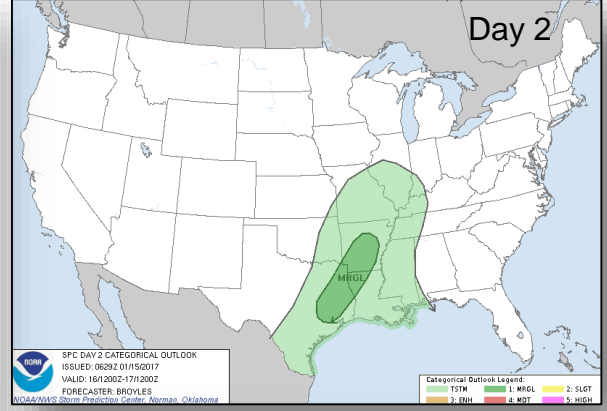 Day 2
MRGL
NOAA
SPC DAY 2 CATEGORICAL OUTLOOK
ISSUED: 0629Z 01/15/2017
VALID: 16/1200Z-17/1200Z
FORECASTER: BROYLES
NOAA/NWS Storm Prediction Center, Norman, Oklahoma
Categorical Outlook Legend:
TSTM 1: MRGL 2: SLGT
3: ENH 4: MDT 5: HIGH